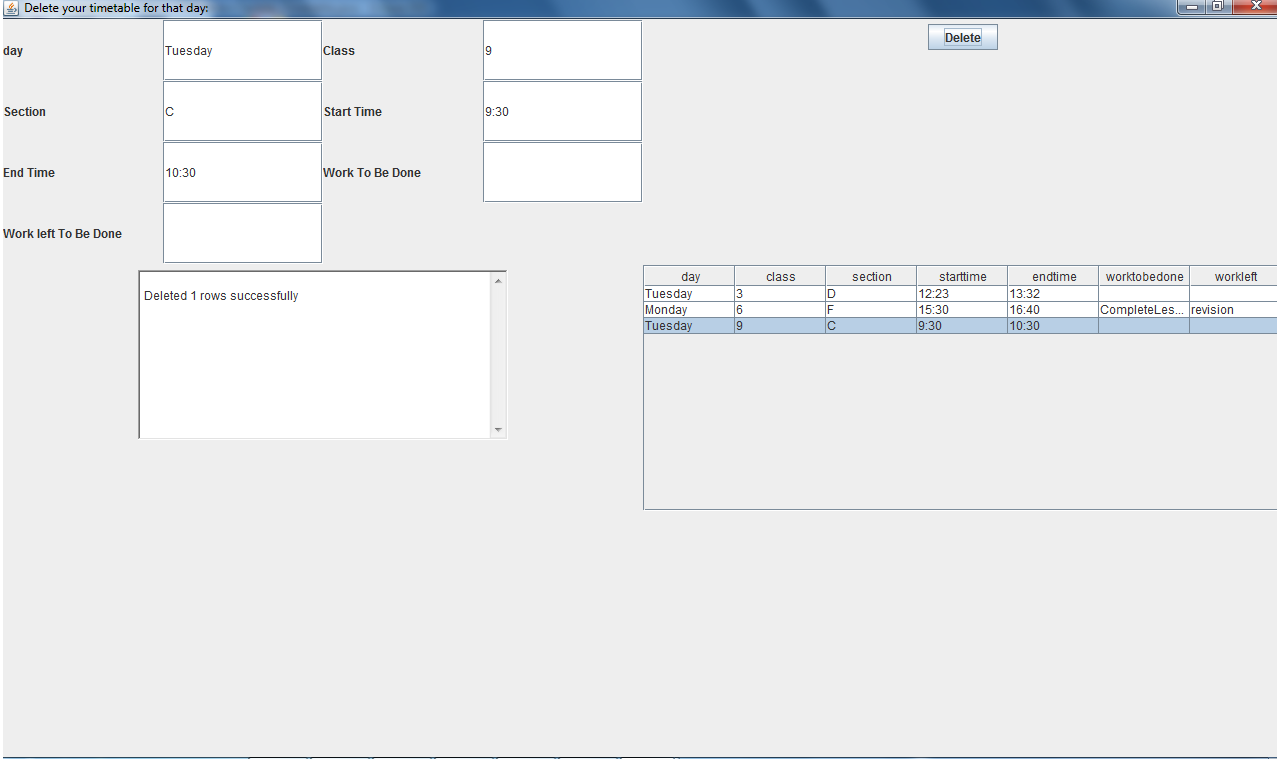 Delete your timetable for that day:
day Tuesday Class 9 Delete
Section C Start Time 9:30
End Time 10:30 Work To Be Done
Work left To Be Done
Deleted 1 rows successfully
day class section starttime endtime worktobedone workleft
Tuesday 3 D 12:23 13:32
Monday 6 F 15:30 16:40 CompleteLes... revision
Tuesday 9 C 9:30 10:30